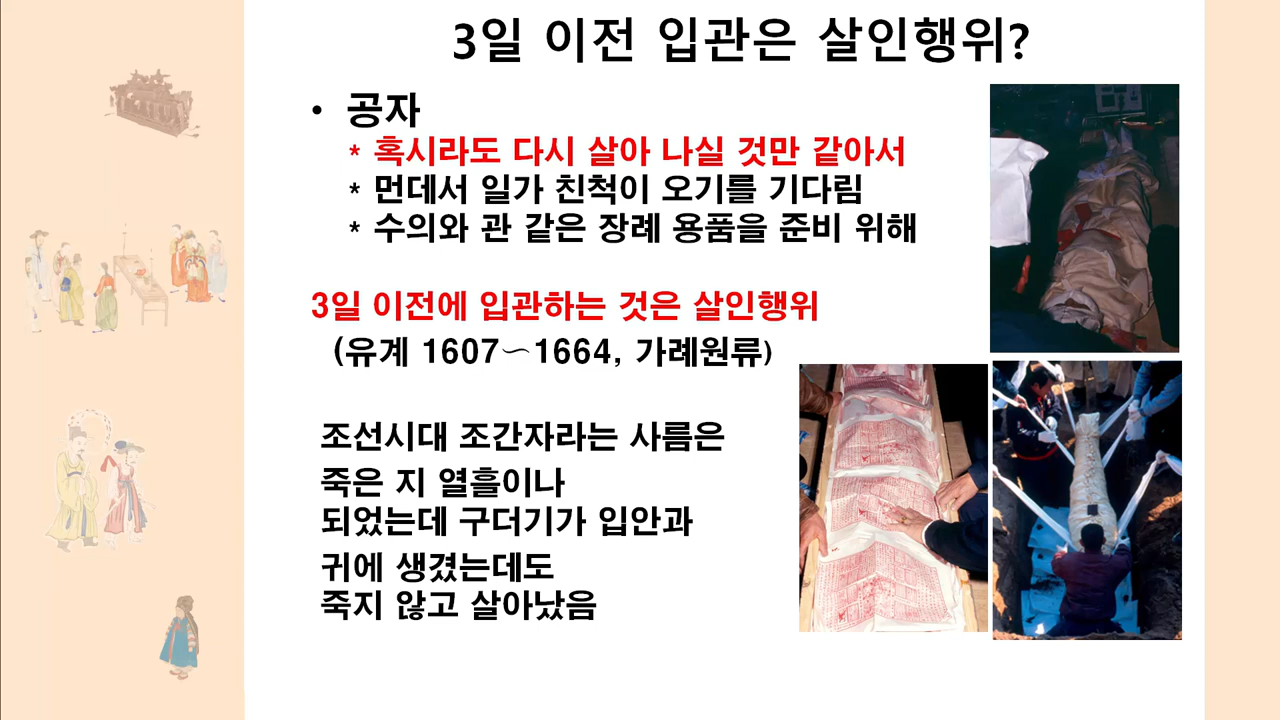 3일 이전 입관은 살인행위?
• 공자
* 혹시라도 다시 살아 나실 것만 같아서
* 먼데서 일가 친척이 오기를 기다림
* 수의와 관 같은 장례 용품을 준비 위해
3일 이전에 입관하는 것은 살인행위
(유계 1607∽1664, 가례원류)
조선시대 조간자라는 사름은
죽은 지 열흘이나
되었는데 구더기가 입안과
귀에 생겼는데도
죽지 않고 살아났음